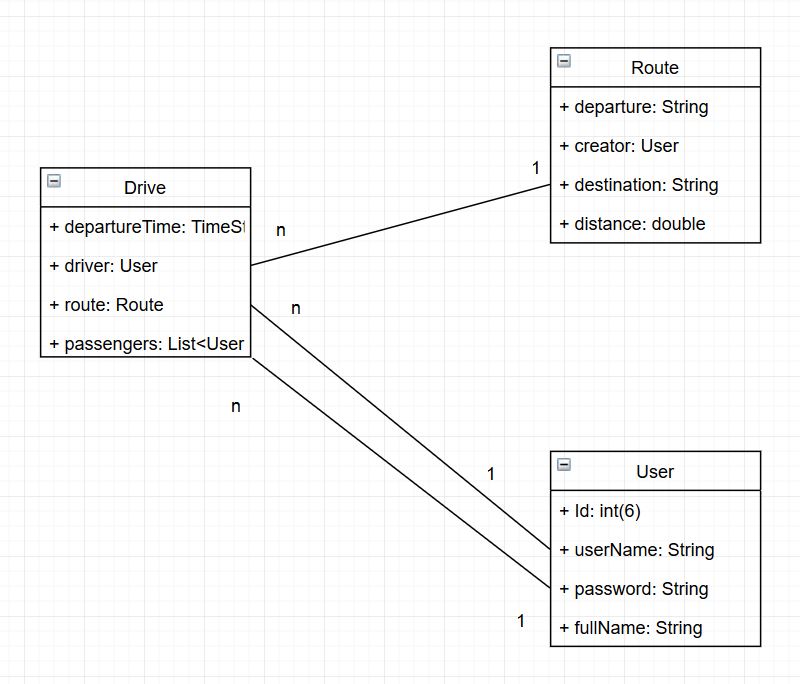 Route
+ departure: String
+ creator: User
+ destination: String
+ distance: double
1
Drive
+ departureTime: TimeSt
+ driver: User
+ route: Route
+ passengers: List<User
n
n
n
1
1
User
+ Id: int(6)
+ userName: String
+ password: String
+ fullName: String